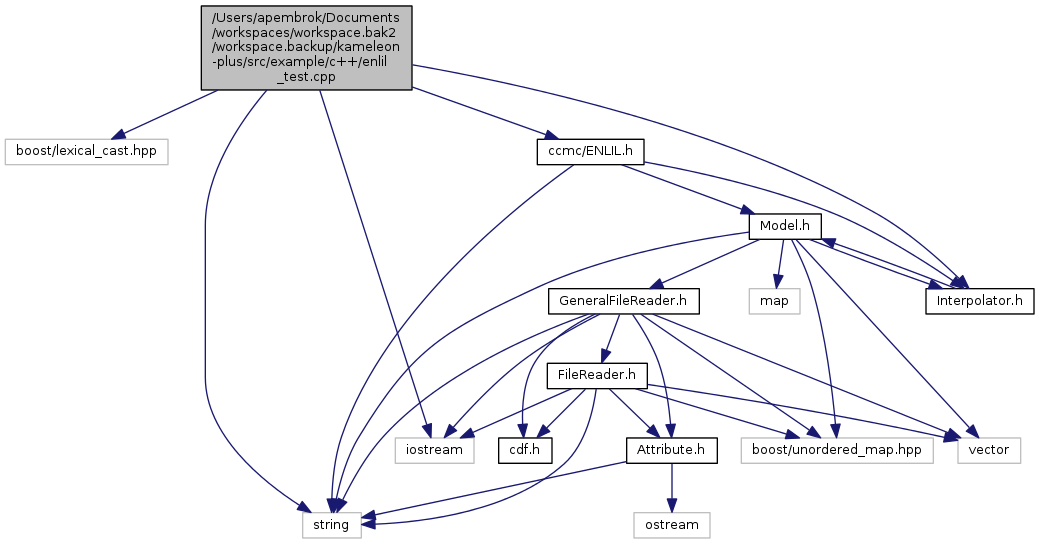 /Users/apembrok/Documents
/workspaces/workspace.bak2
/workspace.backup/kameleon
-plus/src/example/c++/enlil
_test.cpp
boost/lexical_cast.hpp
ccmc/ENLIL.h
Model.h
GeneralFileReader.h
map
Interpolator.h
FileReader.h
iostream
cdf.h
Attribute.h
boost/unordered_map.hpp
vector
string
ostream